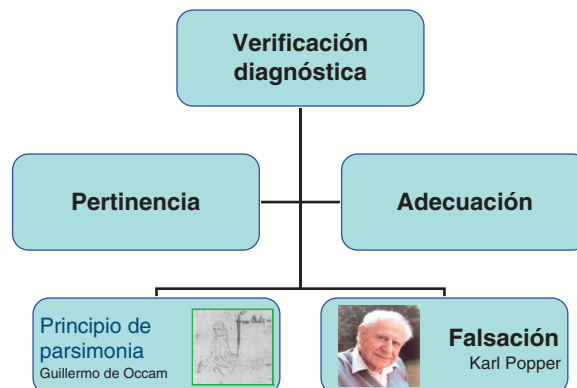 Verificación
diagnóstica
Pertinencia
Adecuación
Principio de
parsimonia
Guillermo de Occam
Falsación
Karl Popper